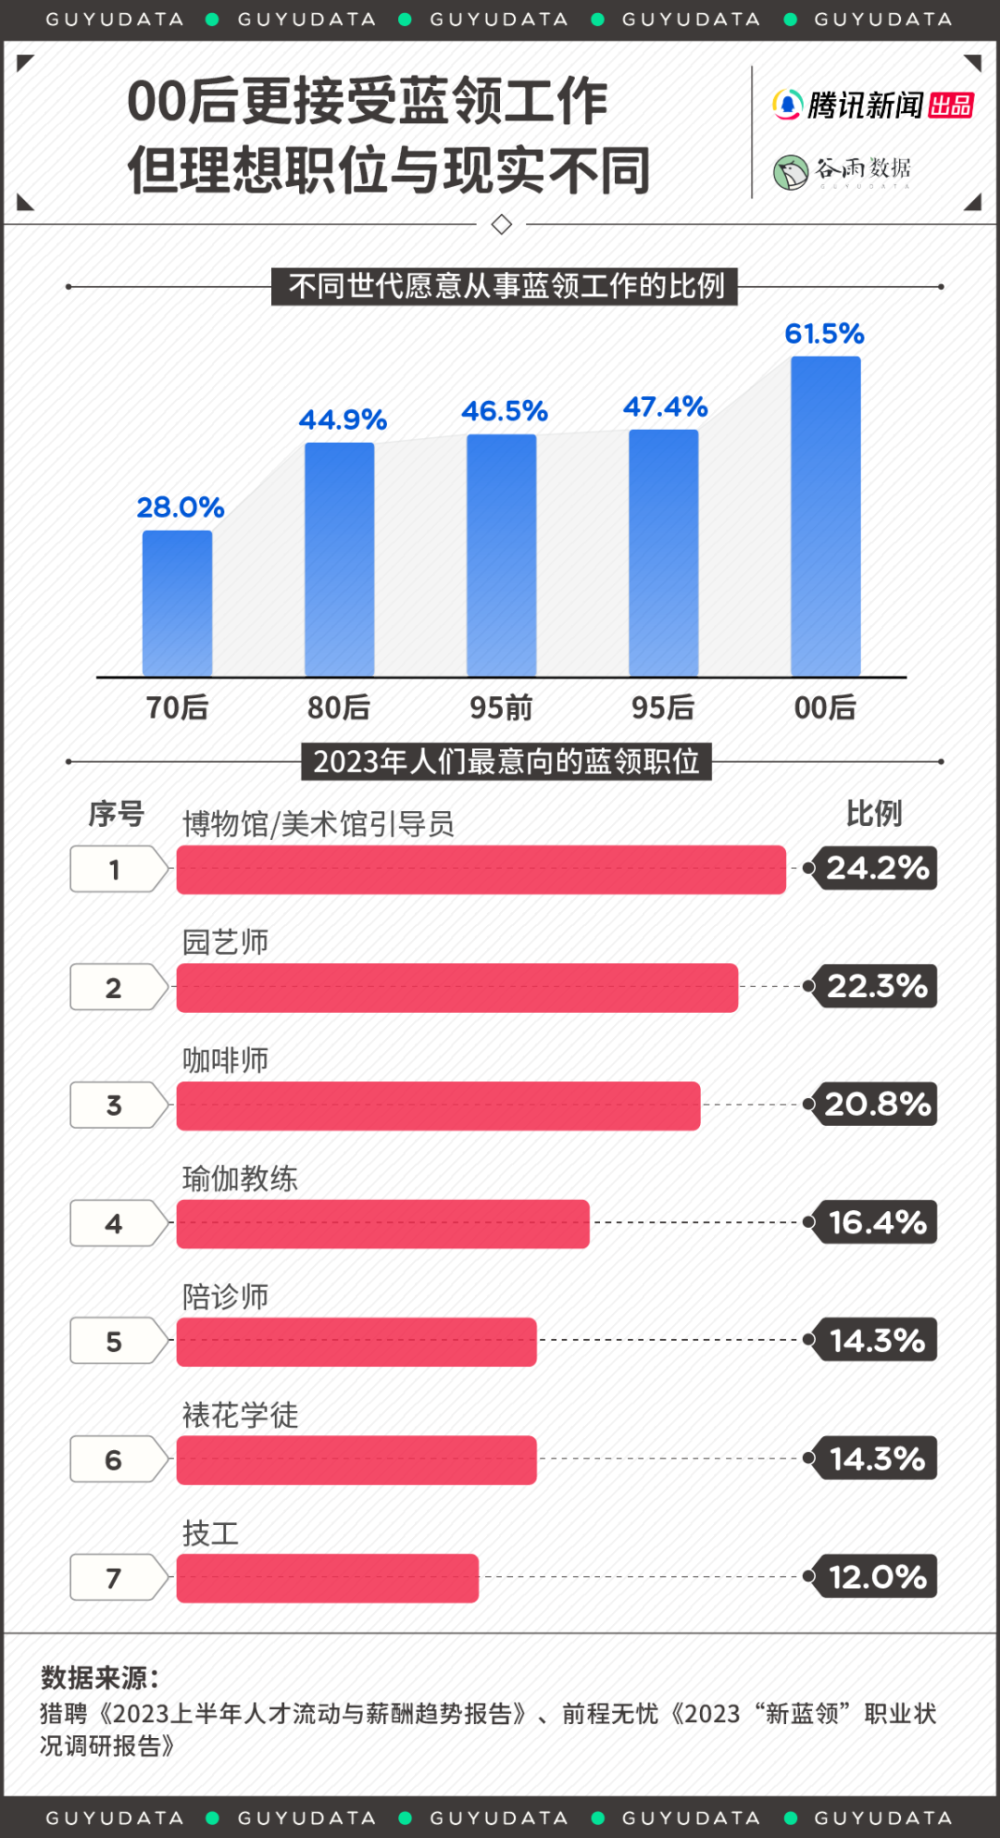 GUYUDATA ● GUYUDATA ● GUYUDATA ● GUYUDATA ● GUYUDATA
00后更接受蓝领工作
但理想职位与现实不同
腾讯新闻 出品
谷雨数据
GUYUDATA
不同世代愿意从事蓝领工作的比例
28.0% 44.9% 46.5% 47.4% 61.5%
70后 80后 95前 95后 00后
2023年人们最意向的蓝领职位
序号 比例
博物馆/美术馆引导员
1 24.2%
园艺师
2 22.3%
咖啡师
3 20.8%
瑜伽教练
4 16.4%
陪诊师
5 14.3%
裱花学徒
6 14.3%
技工
7 12.0%
数据来源：
猎聘《2023上半年人才流动与薪酬趋势报告》、前程无忧《2023“新蓝领”职业状
况调研报告》
GUYUDATA ● GUYUDATA ● GUYUDATA ● GUYUDATA ● GUYUDATA